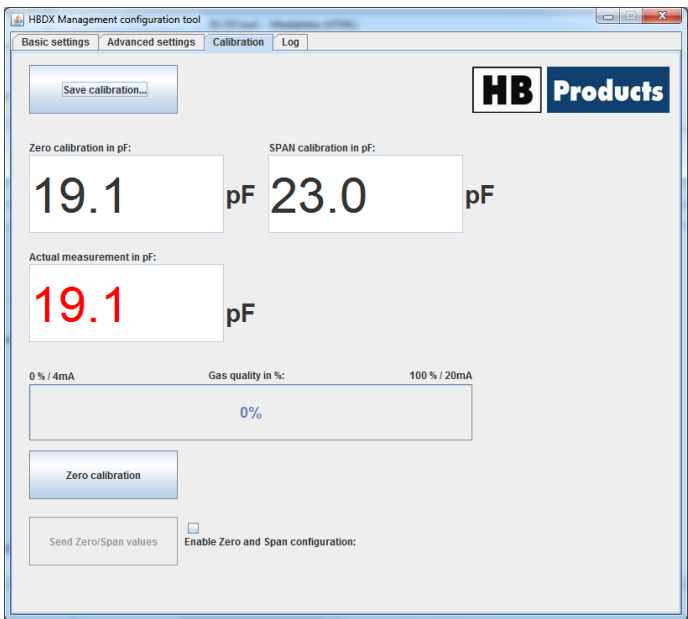 HBDX Management configuration tool
Basic settings Advanced settings Calibration Log
Save calibration...
HB Products
Zero calibration in pF: SPAN calibration in pF:
19.1 pF 23.0 pF
Actual measurement in pF:
19.1 pF
0 % / 4mA Gas quality in %: 100 % / 20mA
0%
Zero calibration
Send Zero/Span values Enable Zero and Span configuration: